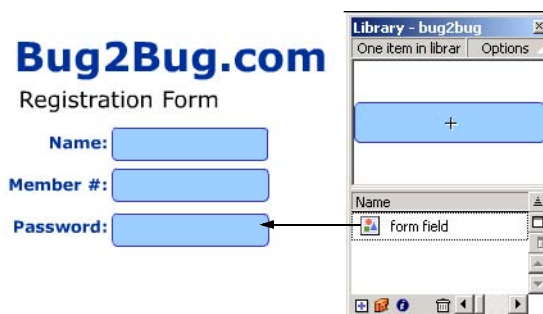 Bug2Bug.com
Registration Form
Name:
Member #:
Password:
Library - bug2bug
One item in librar Options
Name
form field